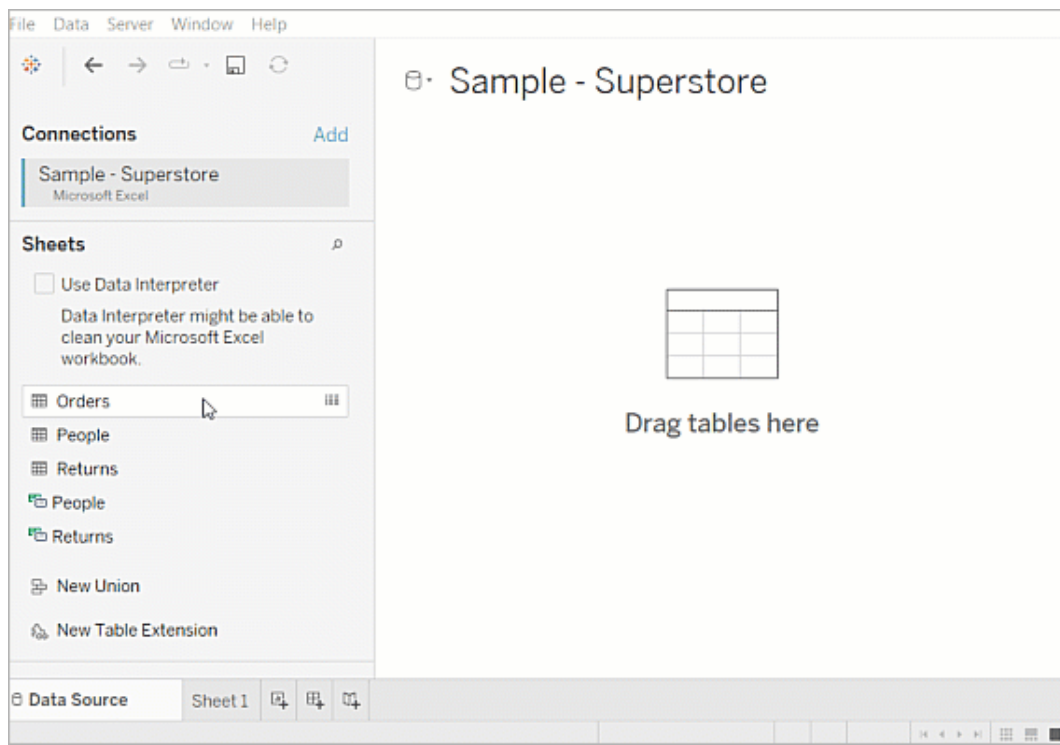 File Data Server Window Help
Sample - Superstore
Connections Add
Sample - Superstore
Microsoft Excel
Sheets
Use Data Interpreter
Data Interpreter might be able to
clean your Microsoft Excel
workbook.
Orders
People
Returns
People
Returns
New Union
New Table Extension
Drag tables here
Data Source Sheet 1